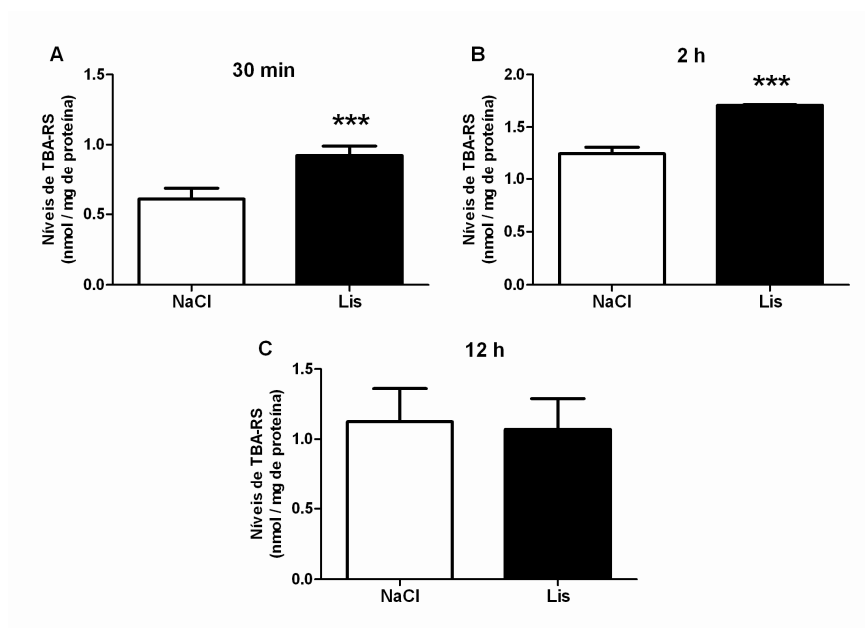 A
30 min
Níveis de TBA-RS
(nmol / mg de proteína)
1.5
1.0
0.5
0.0
***
NaCl
Lis
B
2 h
Níveis de TBA-RS
(nmol / mg de proteína)
2.0
1.5
1.0
0.5
0.0
***
NaCl
Lis
C
12 h
Níveis de TBA-RS
(nmol / mg de proteína)
1.5
1.0
0.5
0.0
NaCl
Lis